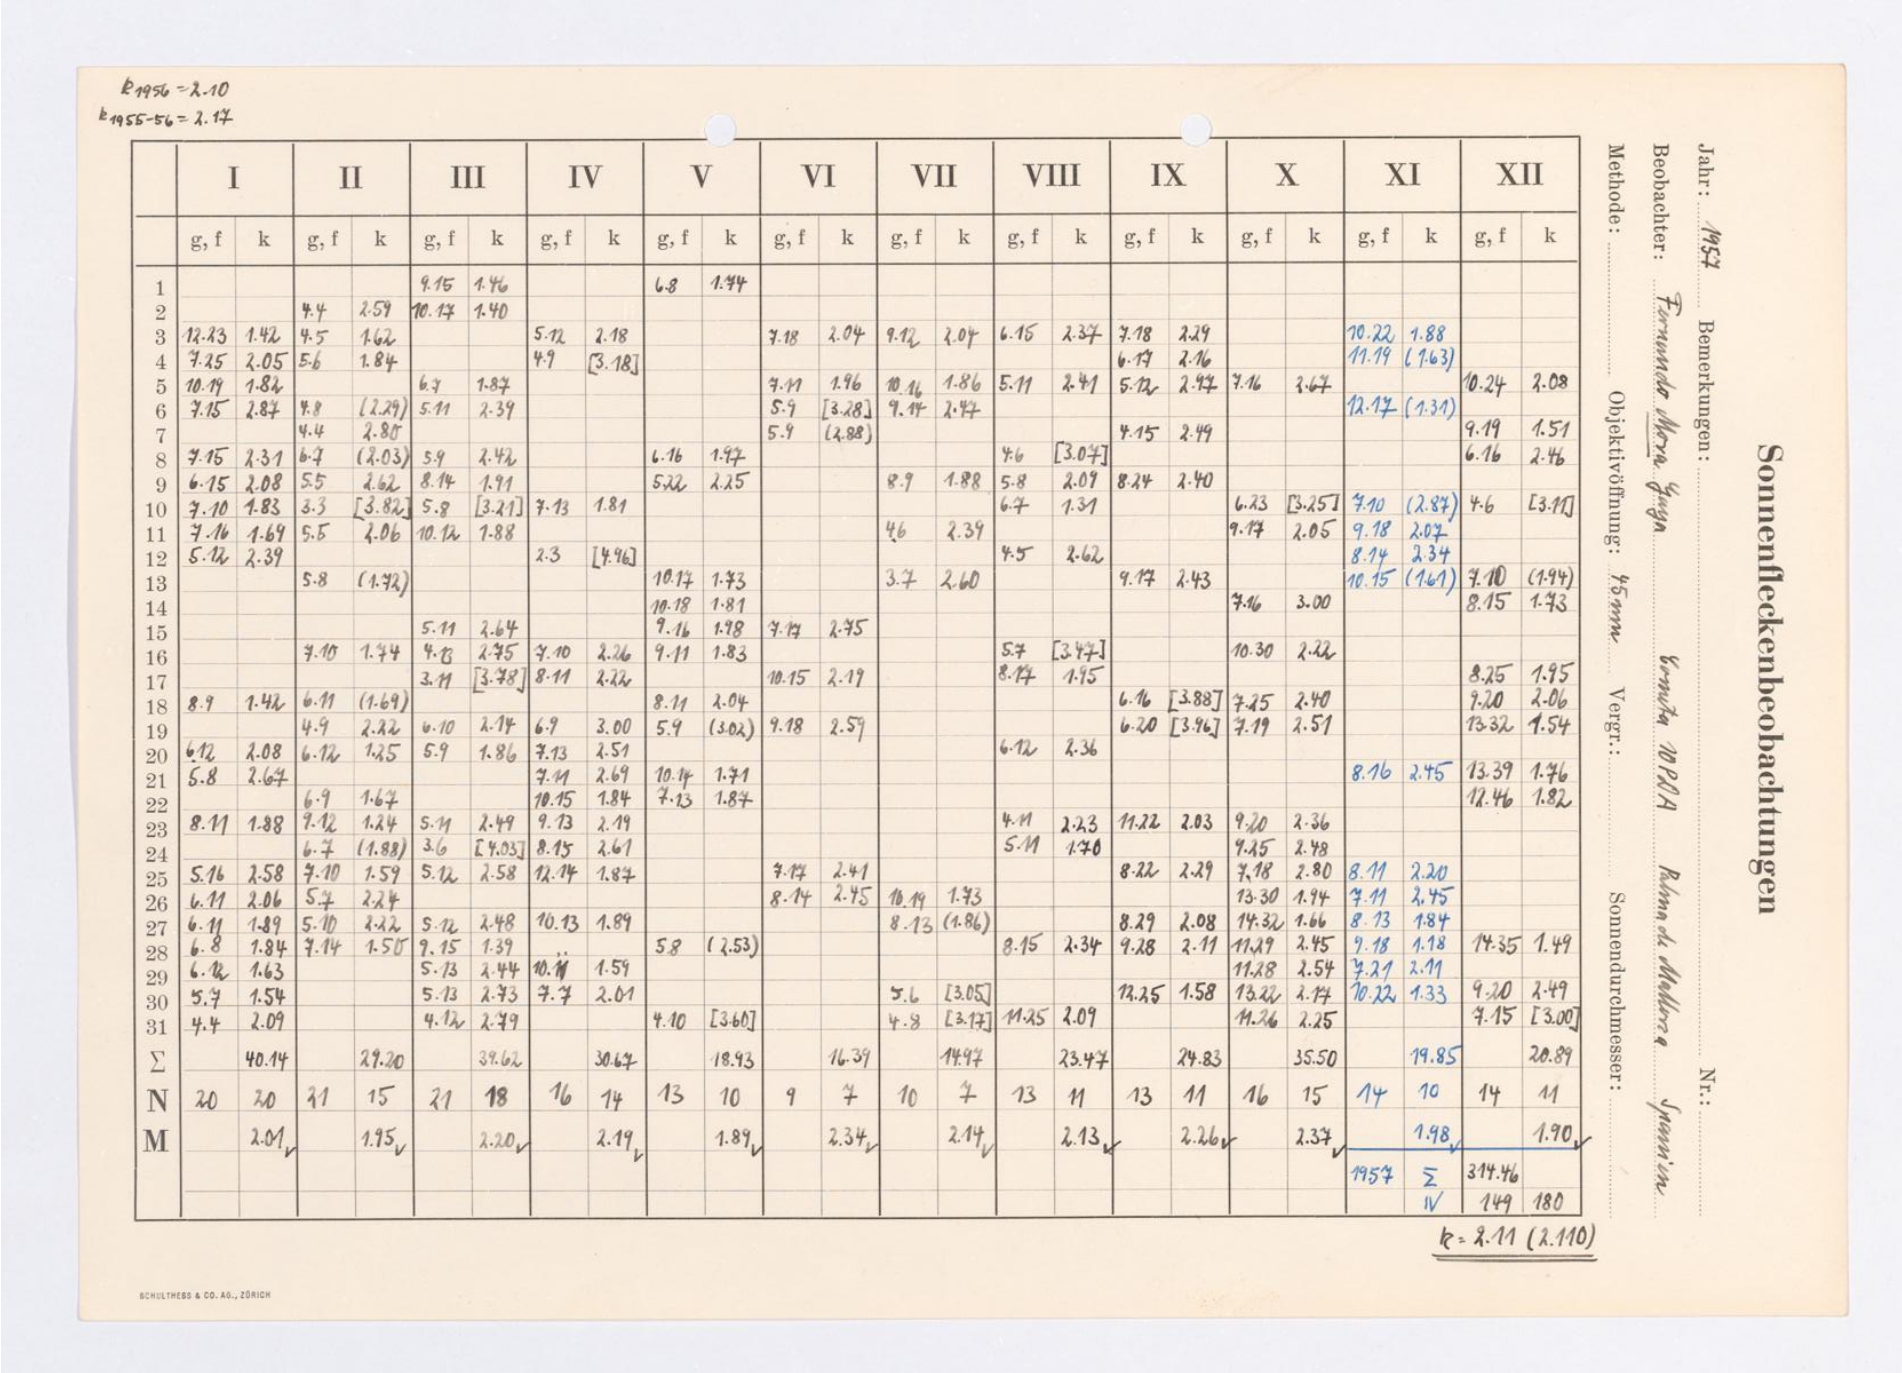 k1956 = 2.10
k1955-56 = 2.17
I II III IV V VI VII VIII IX X XI XII
g, f k g, f k g, f k g, f k g, f k g, f k g, f k g, f k g, f k g, f k g, f k g, f k
1 9.15 1.46 6.8 1.74
2 4.4 2.59 10.17 1.40
3 12.23 1.42 4.5 1.62 5.12 2.18 7.18 2.04 9.12 2.04 6.15 2.37 7.18 2.29 10.22 1.88
4 7.25 2.05 5.6 1.84 4.9 [3.18] 6.17 2.16 11.19 (1.63)
5 10.19 1.82 6.7 1.87 7.11 1.96 10.16 1.86 5.11 2.41 5.12 2.97 7.16 2.67 10.24 2.08
6 7.15 2.87 4.8 (2.29) 5.11 2.39 5.9 [3.28] 9.14 2.47 12.17 (1.31)
7 4.4 2.80 5.9 (2.88) 4.15 2.49 9.19 1.51
8 7.15 2.31 6.7 (2.03) 5.9 2.42 6.16 1.97 4.6 [3.07] 6.16 2.46
9 6.15 2.08 5.5 2.62 8.14 1.91 5.22 2.25 8.9 1.88 5.8 2.09 8.24 2.40
10 7.10 1.83 3.3 [3.82] 5.8 [3.21] 7.13 1.81 6.7 1.31 6.23 [3.25] 7.10 (2.87) 4.6 [3.11]
11 7.16 1.69 5.5 2.06 10.12 1.88 4.6 2.39 9.17 2.05 9.18 2.07
12 5.12 2.39 2.3 [4.96] 4.5 2.62 8.14 2.34
13 5.8 (1.72) 10.17 1.73 3.7 2.60 9.17 2.43 10.15 (1.61) 7.10 (1.94)
14 10.18 1.81 7.16 3.00 8.15 1.73
15 5.11 2.64 9.16 1.98 7.17 2.75
16 7.10 1.74 4.13 2.75 7.10 2.26 9.11 1.83 5.7 [3.47] 10.30 2.22
17 3.11 [3.78] 8.11 2.22 10.15 2.19 8.17 1.95 8.25 1.95
18 8.9 1.42 6.11 (1.69) 8.11 2.04 6.16 [3.88] 7.25 2.40 9.20 2.06
19 4.9 2.22 6.10 2.14 6.9 3.00 5.9 (3.02) 9.18 2.59 6.20 [3.96] 7.19 2.51 13.32 1.54
20 6.12 2.08 6.12 1.25 5.9 1.86 7.13 2.51 6.12 2.36
21 5.8 2.67 7.11 2.69 10.14 1.71 8.16 2.45 13.39 1.76
22 6.9 1.67 10.15 1.84 7.13 1.87 12.46 1.82
23 8.11 1.88 9.12 1.24 5.11 2.49 9.13 2.19 4.11 2.23 11.22 2.03 9.20 2.36
24 6.7 (1.88) 3.6 [4.03] 8.15 2.61 5.11 1.70 9.25 2.48
25 5.16 2.58 7.10 1.59 5.12 2.58 12.14 1.87 7.17 2.41 8.22 2.29 7.18 2.80 8.11 2.20
26 6.11 2.06 5.7 2.24 8.14 2.45 10.19 1.73 13.30 1.94 7.11 2.45
27 6.11 1.89 5.10 2.22 5.12 2.48 10.13 1.89 8.13 (1.86) 8.29 2.08 14.32 1.66 8.13 1.84
28 6.8 1.84 7.14 1.50 9.15 1.39 .. 5.8 (2.53) 8.15 2.34 9.28 2.11 11.29 2.45 9.18 1.18 14.35 1.49
29 6.12 1.63 5.13 2.44 10.11 1.59 11.28 2.54 7.21 2.11
30 5.7 1.54 5.13 2.73 7.7 2.01 5.6 [3.05] 12.25 1.58 13.22 2.17 10.22 1.33 9.20 2.49
31 4.4 2.09 4.12 2.79 4.10 [3.60] 4.8 [3.17] 11.25 2.09 11.26 2.25 7.15 [3.00]
Σ 40.14 29.20 39.62 30.67 18.93 16.39 14.97 23.47 24.83 35.50 19.85 20.89
N 20 20 21 15 21 18 16 14 13 10 9 7 10 7 13 11 13 11 16 15 14 10 14 11
M 2.01✓ 1.95✓ 2.20✓ 2.19✓ 1.89✓ 2.34✓ 2.14✓ 2.13✓ 2.26✓ 2.37✓ 1.98✓ 1.90✓
1957 Σ 314.46
N 149 180
k = 2.11 (2.110)
SCHULTHESS & CO. AG., ZÜRICH
Sonnenfleckenbeobachtungen
Jahr: 1957 Bemerkungen: Nr.:
Beobachter: Fernando Mora Palma de Mallorca Spanien
Methode: Objektivöffnung: 45mm Vergr.: Sonnendurchmesser: